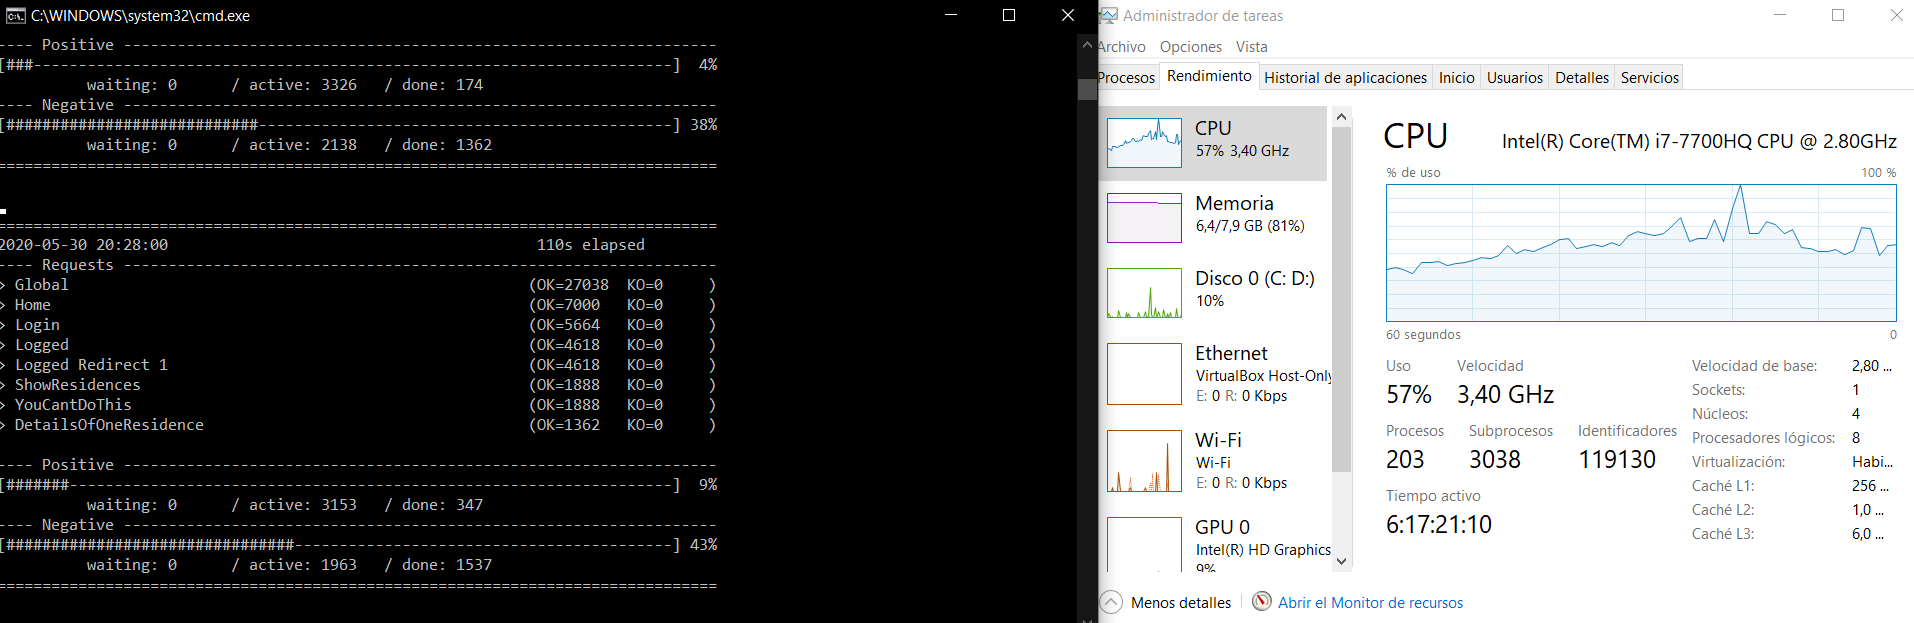 C:\WINDOWS\system32\cmd.exe
---- Positive ------------------------------------------------------------------
[###-----------------------------------------------------------------------]  4%
waiting: 0      / active: 3326   / done: 174
---- Negative ------------------------------------------------------------------
[############################----------------------------------------------] 38%
waiting: 0      / active: 2138   / done: 1362
================================================================================
================================================================================
2020-05-30 20:28:00                                         110s elapsed
---- Requests ------------------------------------------------------------------
> Global                                                   (OK=27038  KO=0     )
> Home                                                     (OK=7000   KO=0     )
> Login                                                    (OK=5664   KO=0     )
> Logged                                                   (OK=4618   KO=0     )
> Logged Redirect 1                                        (OK=4618   KO=0     )
> ShowResidences                                           (OK=1888   KO=0     )
> YouCantDoThis                                            (OK=1888   KO=0     )
> DetailsOfOneResidence                                    (OK=1362   KO=0     )
---- Positive ------------------------------------------------------------------
[#######-------------------------------------------------------------------]  9%
waiting: 0      / active: 3153   / done: 347
---- Negative ------------------------------------------------------------------
[################################------------------------------------------] 43%
waiting: 0      / active: 1963   / done: 1537
================================================================================
Administrador de tareas
Archivo Opciones Vista
Procesos Rendimiento Historial de aplicaciones Inicio Usuarios Detalles Servicios
CPU
57% 3,40 GHz
Memoria
6,4/7,9 GB (81%)
Disco 0 (C: D:)
10%
Ethernet
VirtualBox Host-Only
E: 0 R: 0 Kbps
Wi-Fi
Wi-Fi
E: 0 R: 0 Kbps
GPU 0
Intel(R) HD Graphics
9%
CPU Intel(R) Core(TM) i7-7700HQ CPU @ 2.80GHz
% de uso 100 %
60 segundos 0
Uso Velocidad
57% 3,40 GHz
Procesos Subprocesos Identificadores
203 3038 119130
Tiempo activo
6:17:21:10
Velocidad de base: 2,80 ...
Sockets: 1
Núcleos: 4
Procesadores lógicos: 8
Virtualización: Habi...
Caché L1: 256 ...
Caché L2: 1,0 ...
Caché L3: 6,0 ...
Menos detalles Abrir el Monitor de recursos